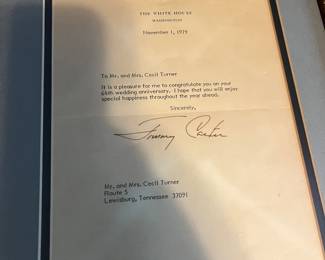 THE WHITE HOUSE
WASHINGTON
November 1, 1979
To Mr. and Mrs. Cecil Turner
It is a pleasure for me to congratulate you on your
64th wedding anniversary. I hope that you will enjoy
special happiness throughout the year ahead.
Sincerely,
Jimmy Carter
Mr. and Mrs. Cecil Turner
Route 5
Lewisburg, Tennessee 37091